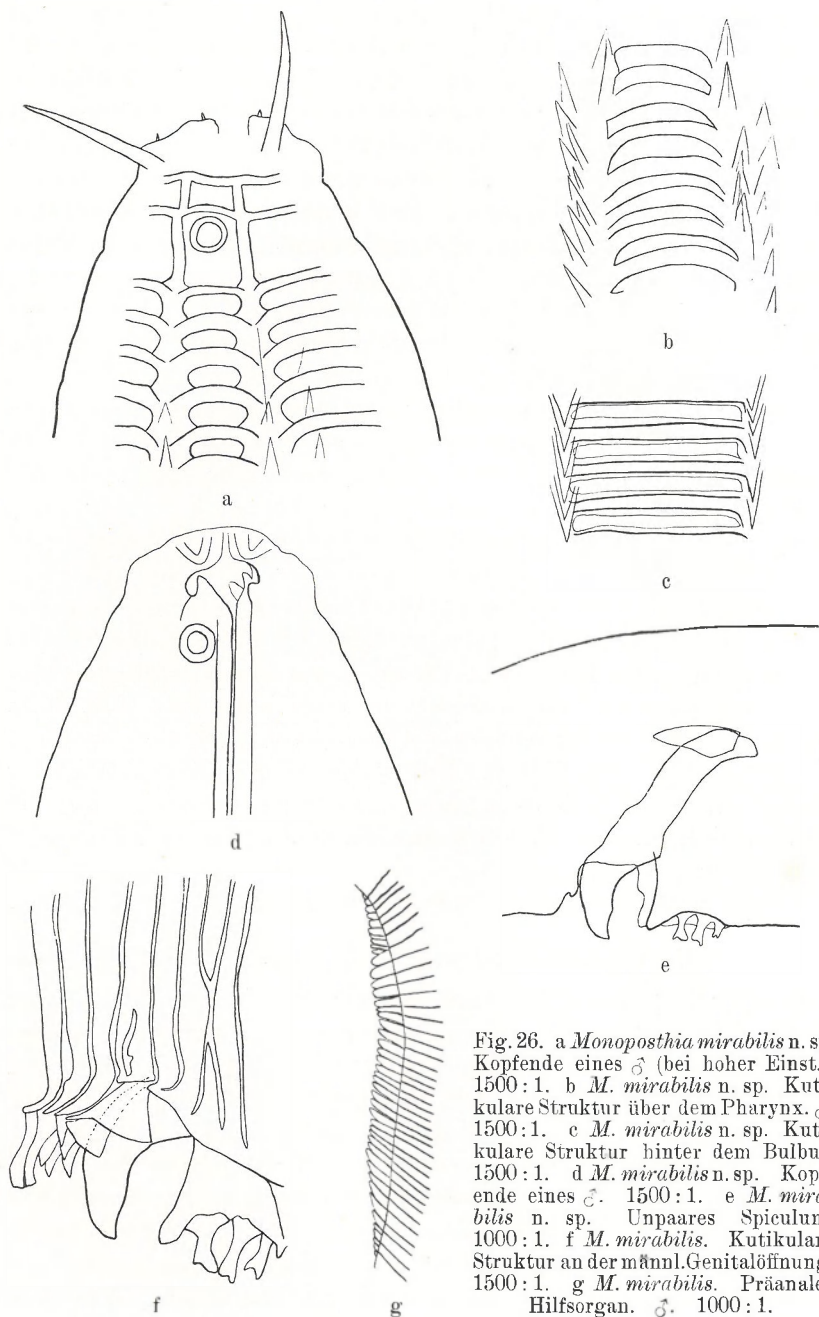 a
b
c
d
e
f
g
Fig. 26. a Monoposthia mirabilis n. s
Kopfende eines ♂ (bei hoher Einst.
1500 : 1. b M. mirabilis n. sp. Kut
kulare Struktur über dem Pharynx.
1500 : 1. c M. mirabilis n. sp. Kut
kulare Struktur hinter dem Bulbu
1500 : 1. d M. mirabilis n. sp. Kop
ende eines ♂. 1500 : 1. e M. mira
bilis n. sp. Unpaares Spiculun
1000 : 1. f M. mirabilis. Kutikular
Struktur an der männl. Genitalöffnung
1500 : 1. g M. mirabilis. Präanale
Hilfsorgan. ♂. 1000 : 1.